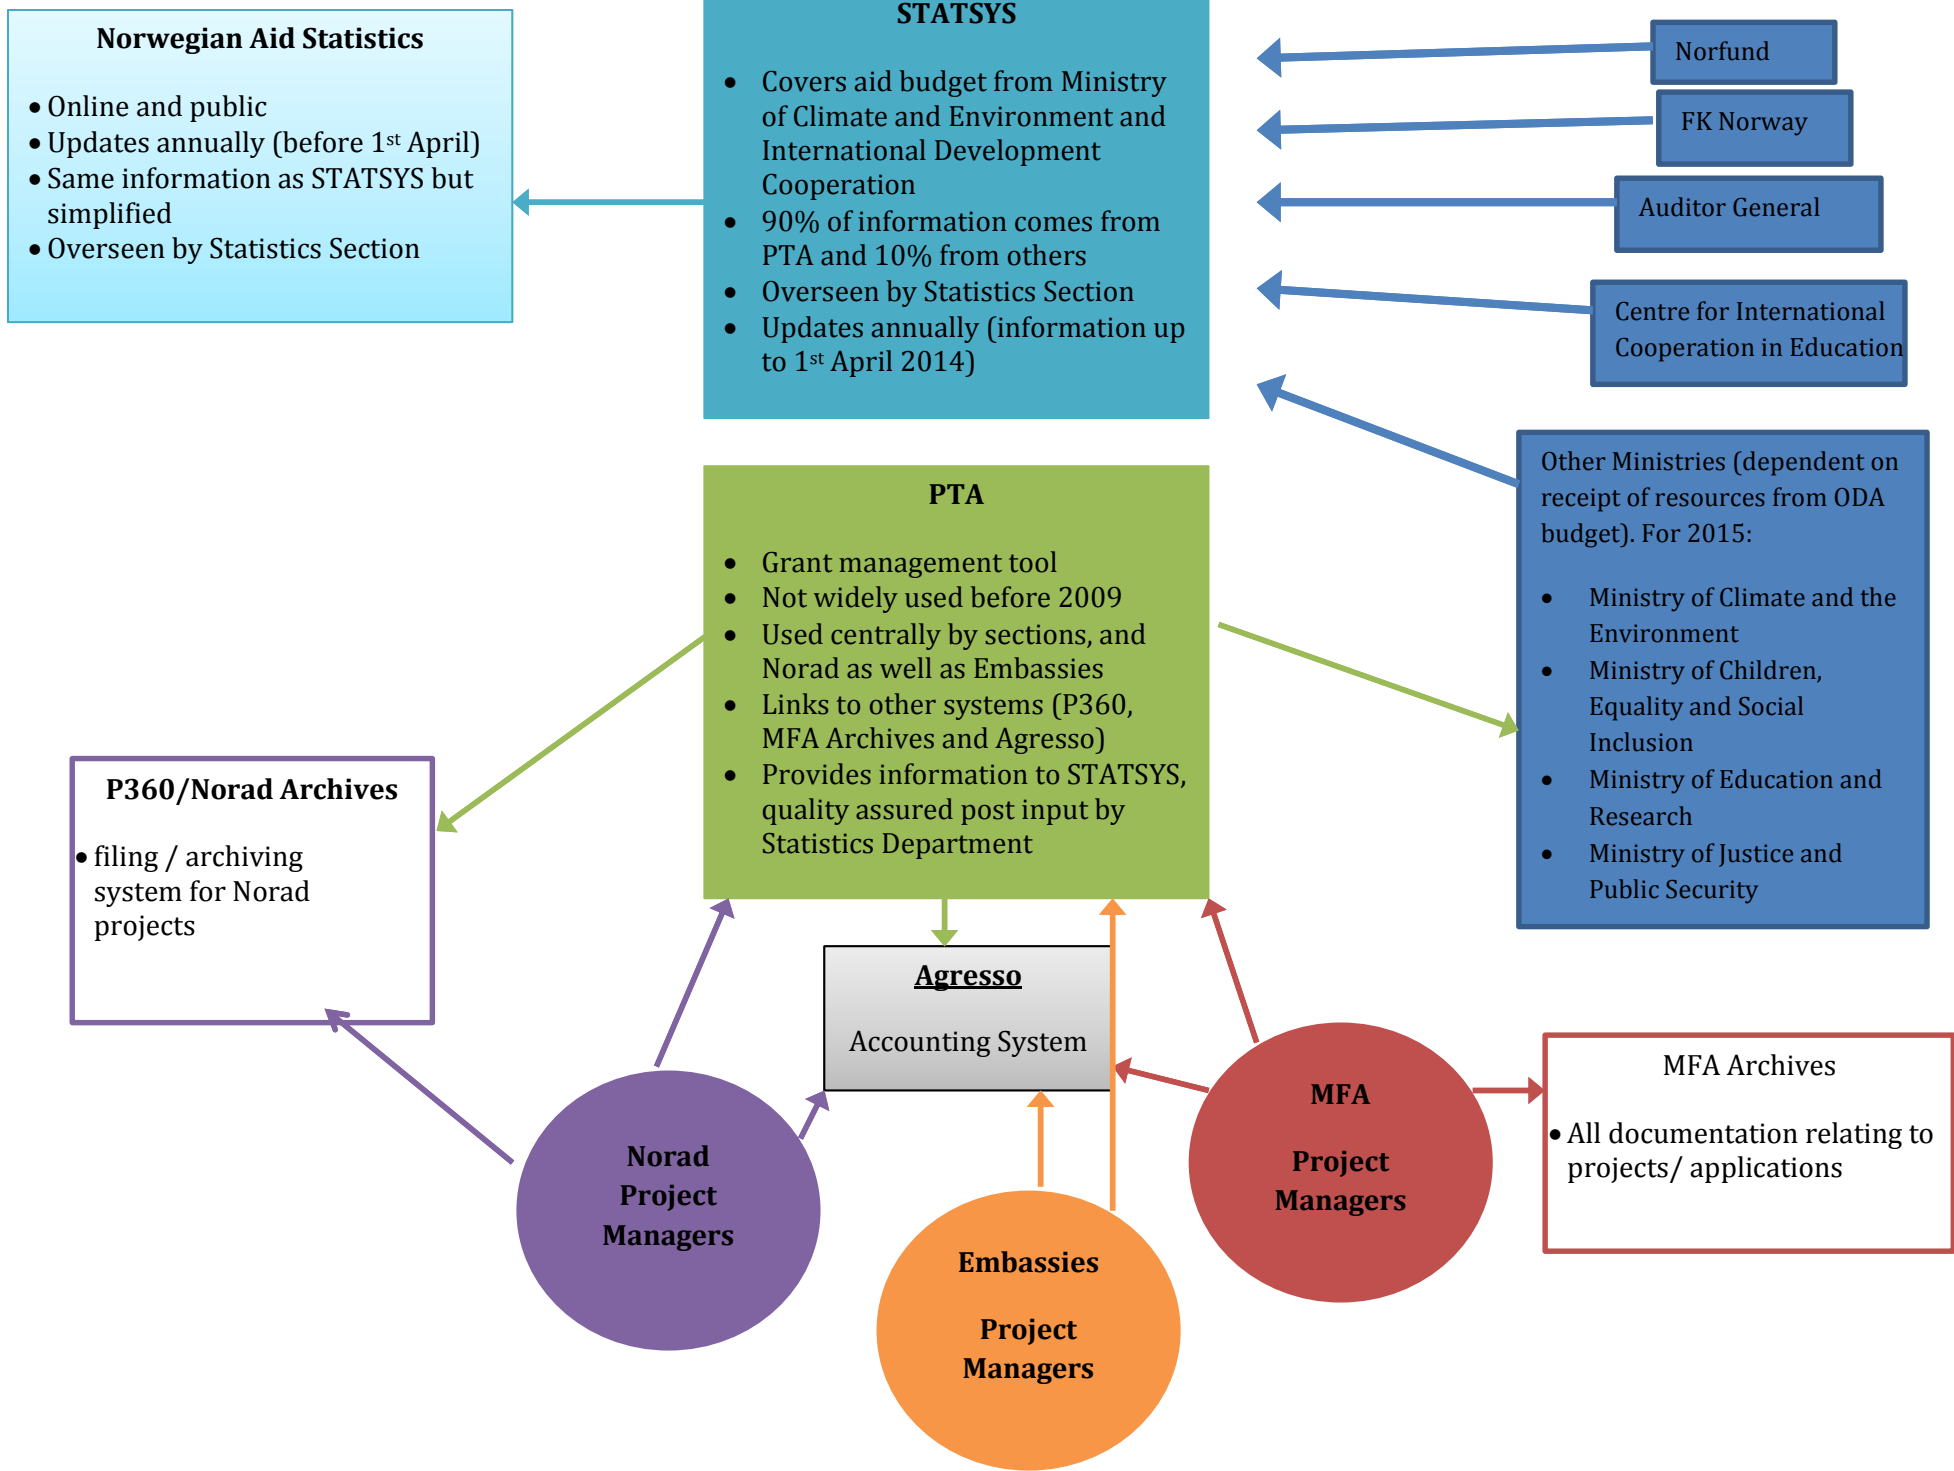 Norwegian Aid Statistics
• Online and public
• Updates annually (before 1st April)
• Same information as STATSYS but
simplified
• Overseen by Statistics Section
STATSYS
• Covers aid budget from Ministry
of Climate and Environment and
International Development
Cooperation
• 90% of information comes from
PTA and 10% from others
• Overseen by Statistics Section
• Updates annually (information up
to 1st April 2014)
Norfund
FK Norway
Auditor General
Centre for International
Cooperation in Education
Other Ministries (dependent on
receipt of resources from ODA
budget). For 2015:
• Ministry of Climate and the
Environment
• Ministry of Children,
Equality and Social
Inclusion
• Ministry of Education and
Research
• Ministry of Justice and
Public Security
PTA
• Grant management tool
• Not widely used before 2009
• Used centrally by sections, and
Norad as well as Embassies
• Links to other systems (P360,
MFA Archives and Agresso)
• Provides information to STATSYS,
quality assured post input by
Statistics Department
P360/Norad Archives
• filing / archiving
system for Norad
projects
Agresso
Accounting System
Norad
Project
Managers
Embassies
Project
Managers
MFA
Project
Managers
MFA Archives
• All documentation relating to
projects/ applications